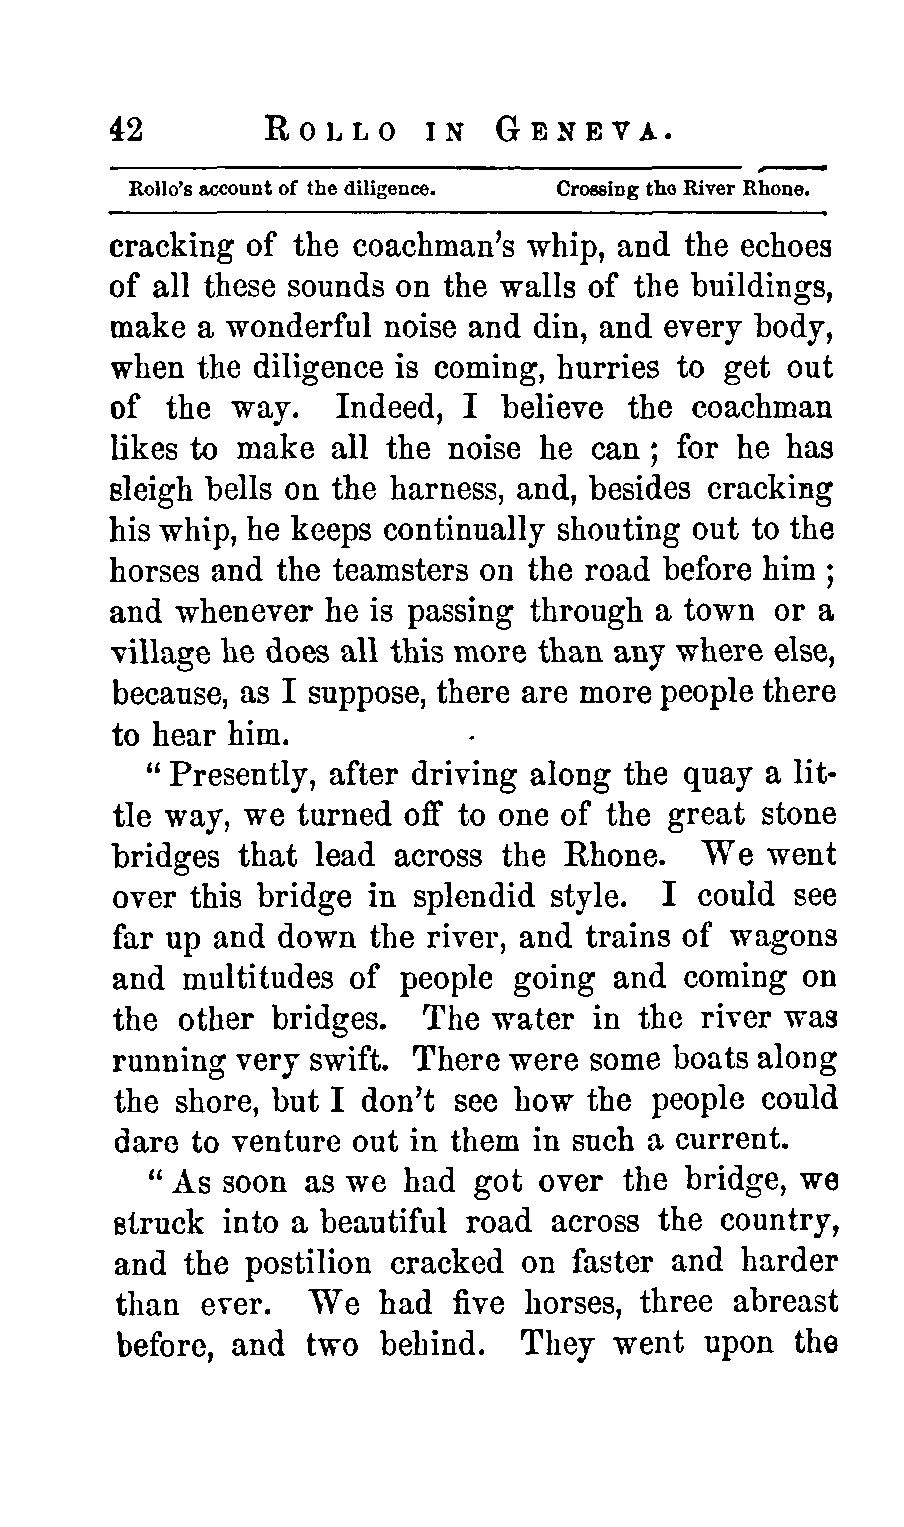 42 ROLLO IN GENEVA.
Rollo's account of the diligence. Crossing the River Rhone.
cracking of the coachman's whip, and the echoes
of all these sounds on the walls of the buildings,
make a wonderful noise and din, and every body,
when the diligence is coming, hurries to get out
of the way. Indeed, I believe the coachman
likes to make all the noise he can ; for he has
sleigh bells on the harness, and, besides cracking
his whip, he keeps continually shouting out to the
horses and the teamsters on the road before him ;
and whenever he is passing through a town or a
village he does all this more than any where else,
because, as I suppose, there are more people there
to hear him.
“ Presently, after driving along the quay a lit-
tle way, we turned off to one of the great stone
bridges that lead across the Rhone. We went
over this bridge in splendid style. I could see
far up and down the river, and trains of wagons
and multitudes of people going and coming on
the other bridges. The water in the river was
running very swift. There were some boats along
the shore, but I don't see how the people could
dare to venture out in them in such a current.
“ As soon as we had got over the bridge, we
struck into a beautiful road across the country,
and the postilion cracked on faster and harder
than ever. We had five horses, three abreast
before, and two behind. They went upon the